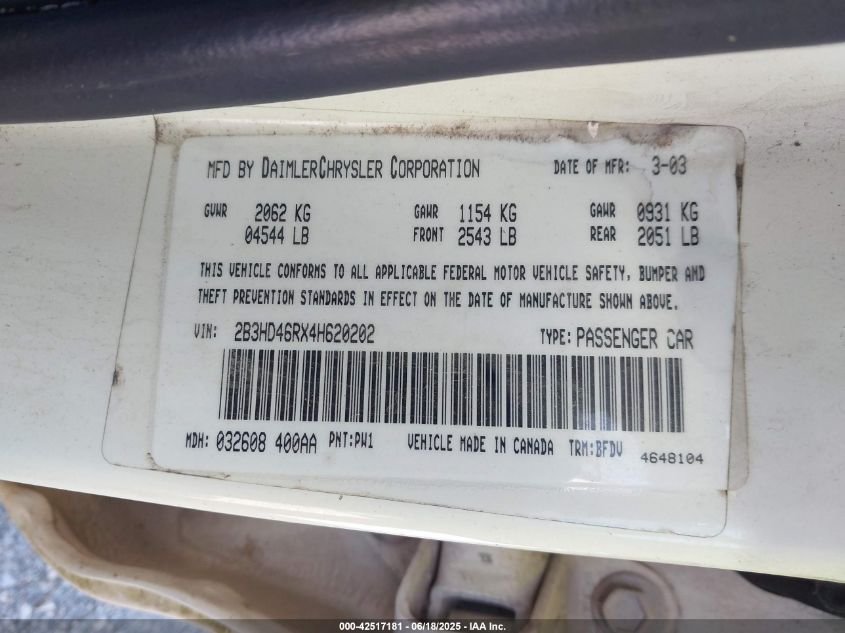 MFD BY DAIMLERCHRYSLER CORPORATION DATE OF MFR: 3-03
GVWR 2062 KG GAWR 1154 KG GAWR 0931 KG
04544 LB FRONT 2543 LB REAR 2051 LB
THIS VEHICLE CONFORMS TO ALL APPLICABLE FEDERAL MOTOR VEHICLE SAFETY, BUMPER AND
THEFT PREVENTION STANDARDS IN EFFECT ON THE DATE OF MANUFACTURE SHOWN ABOVE.
VIN: 2B3HD46RX4H620202 TYPE: PASSENGER CAR
MDH: 032608 400AA PNT: PW1 VEHICLE MADE IN CANADA TRM: BFDV 4648104
000-42517181 - 06/18/2025 - IAA Inc.